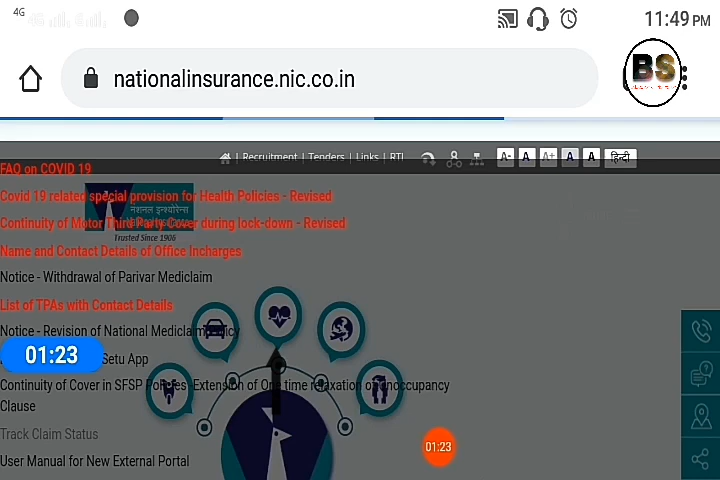 4G
11:49 PM
nationalinsurance.nic.co.in
BS
| Recruitment | Tenders | Links | RTI
A- A A+ A A हिन्दी
FAQ on COVID 19
Covid 19 related special provision for Health Policies - Revised
नेशनल इन्श्योरेन्स
Continuity of Motor Third Party Cover during lock-down - Revised
Trusted Since 1906
Name and Contact Details of Office Incharges
Notice - Withdrawal of Parivar Mediclaim
List of TPAs with Contact Details
Notice - Revision of National Mediclaim Policy
01:23
Setu App
Continuity of Cover in SFSP Policies Extension of One time relaxation of unoccupancy
Clause
Track Claim Status
01:23
User Manual for New External Portal